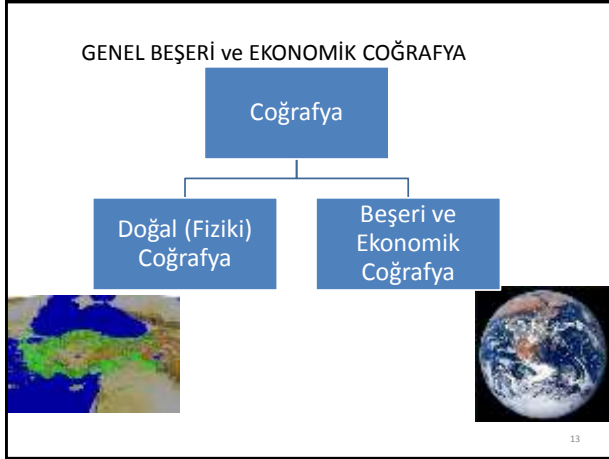 GENEL BEŞERİ ve EKONOMİK COĞRAFYA
Coğrafya
Doğal (Fiziki)
Coğrafya
Beşeri ve
Ekonomik
Coğrafya
13